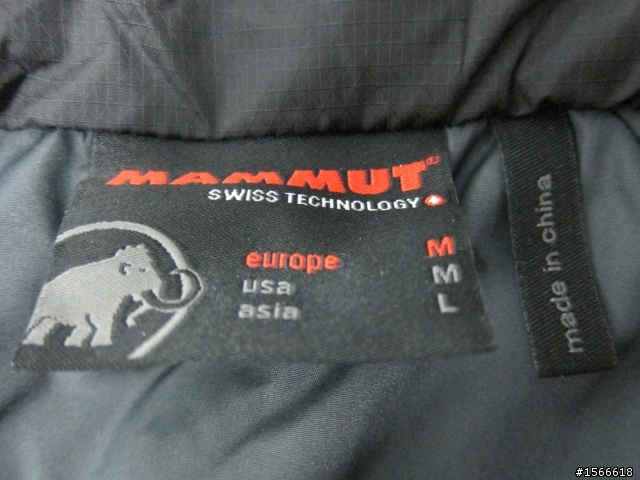 MAMMUT®
SWISS TECHNOLOGY
europe M
usa M
asia L
made in china
#1566618